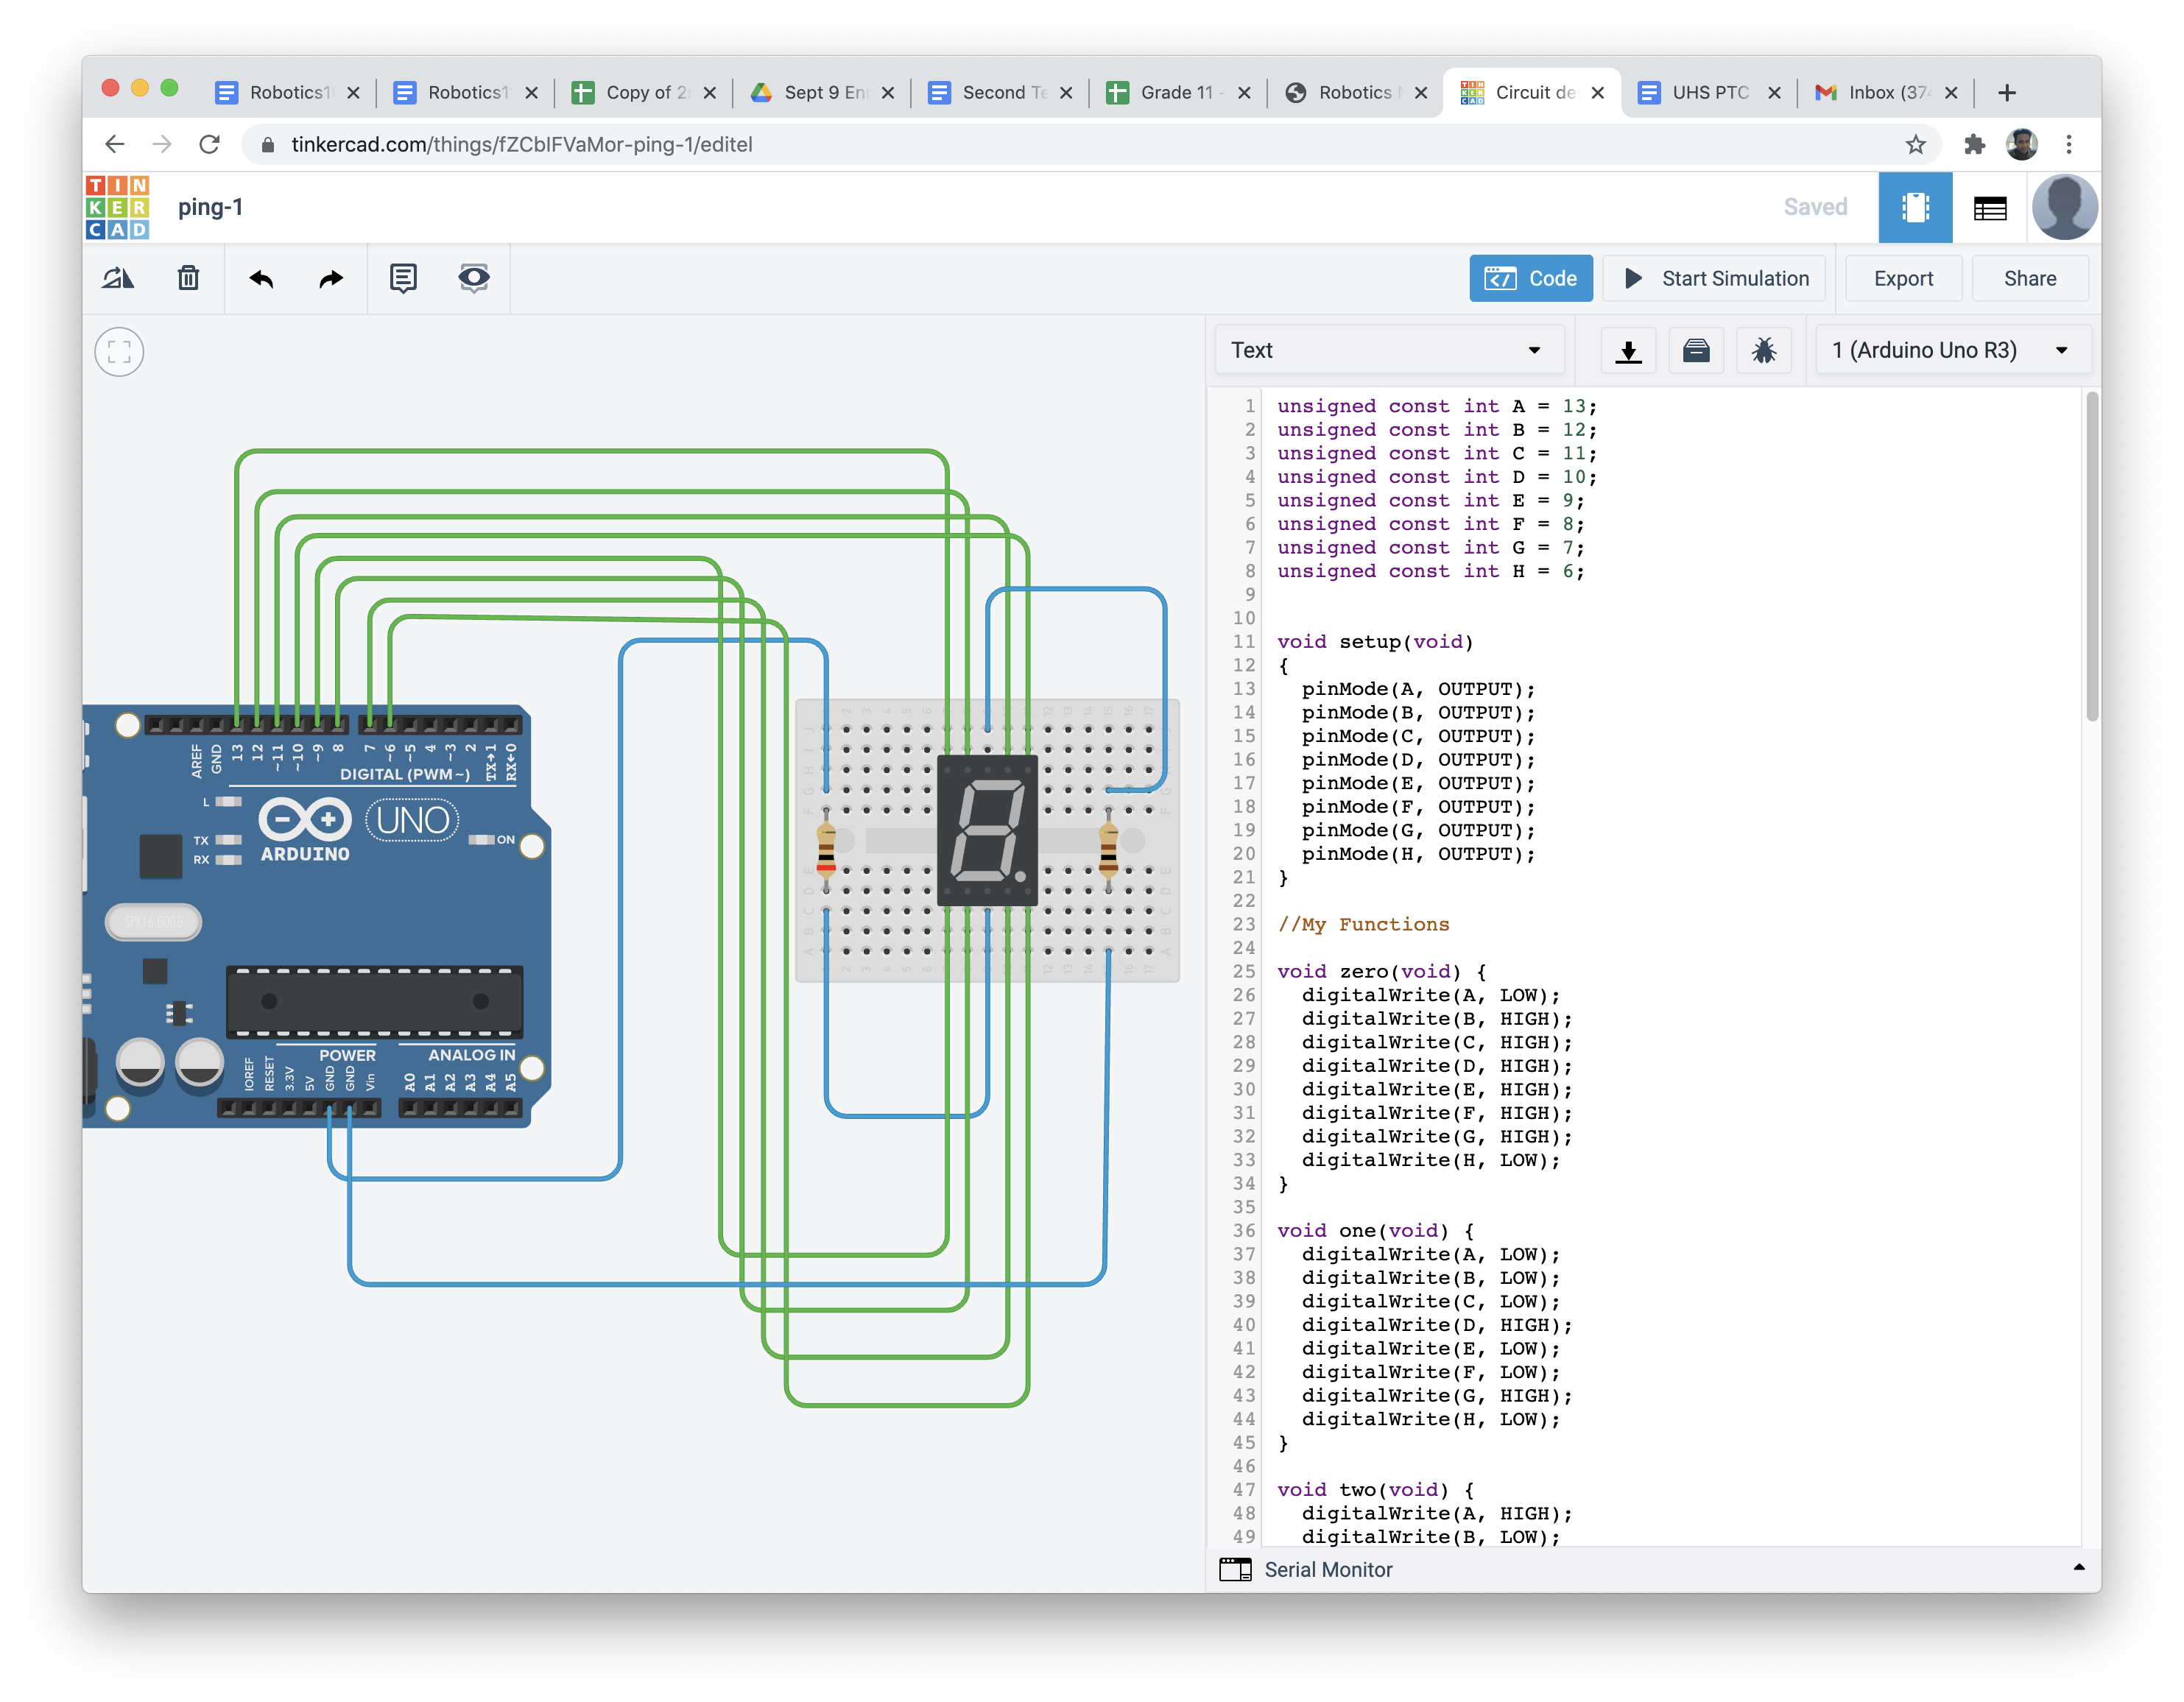 Robotics1
Robotics1
Copy of 2
Sept 9 En
Second Te
Grade 11 -
Robotics
Circuit de
UHS PTC
Inbox (374
tinkercad.com/things/fZCbIFVaMor-ping-1/editel
TIN
KER
CAD
ping-1
Saved
Code
Start Simulation
Export
Share
Text
1 (Arduino Uno R3)
AREF
GND
13
12
~11
~10
~9
8
7
~6
~5
4
~3
2
TX→1
RX←0
DIGITAL (PWM~)
L
TX
RX
ARDUINO
UNO
ON
SPK16.000G
POWER
ANALOG IN
IOREF
RESET
3.3V
5V
GND
GND
Vin
A0
A1
A2
A3
A4
A5
1 unsigned const int A = 13;
2 unsigned const int B = 12;
3 unsigned const int C = 11;
4 unsigned const int D = 10;
5 unsigned const int E = 9;
6 unsigned const int F = 8;
7 unsigned const int G = 7;
8 unsigned const int H = 6;
9
10
11 void setup(void)
12 {
13 pinMode(A, OUTPUT);
14 pinMode(B, OUTPUT);
15 pinMode(C, OUTPUT);
16 pinMode(D, OUTPUT);
17 pinMode(E, OUTPUT);
18 pinMode(F, OUTPUT);
19 pinMode(G, OUTPUT);
20 pinMode(H, OUTPUT);
21 }
22
23 //My Functions
24
25 void zero(void) {
26 digitalWrite(A, LOW);
27 digitalWrite(B, HIGH);
28 digitalWrite(C, HIGH);
29 digitalWrite(D, HIGH);
30 digitalWrite(E, HIGH);
31 digitalWrite(F, HIGH);
32 digitalWrite(G, HIGH);
33 digitalWrite(H, LOW);
34 }
35
36 void one(void) {
37 digitalWrite(A, LOW);
38 digitalWrite(B, LOW);
39 digitalWrite(C, LOW);
40 digitalWrite(D, HIGH);
41 digitalWrite(E, LOW);
42 digitalWrite(F, LOW);
43 digitalWrite(G, HIGH);
44 digitalWrite(H, LOW);
45 }
46
47 void two(void) {
48 digitalWrite(A, HIGH);
49 digitalWrite(B, LOW);
Serial Monitor